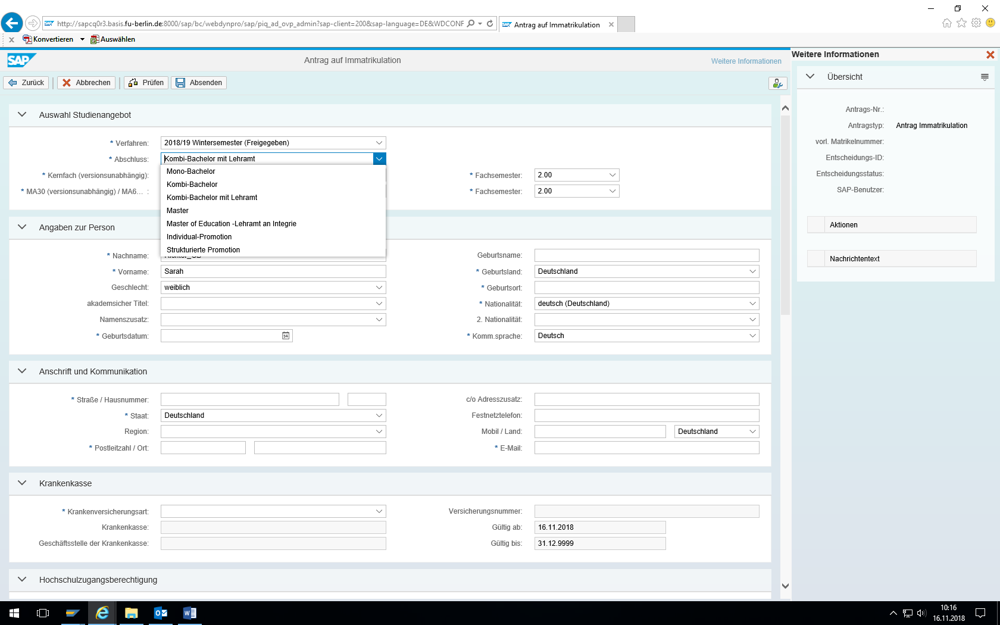 http://sapcq0r3.basis.fu-berlin.de:8000/sap/bc/webdynpro/sap/piq_ad_ovp_admin?sap-client=200&sap-language=DE&WDCONF
Antrag auf Immatrikulation
x Konvertieren Auswählen
SAP Antrag auf Immatrikulation Weitere Informationen
Zurück Abbrechen Prüfen Absenden
Auswahl Studienangebot
* Verfahren: 2018/19 Wintersemester (Freigegeben)
* Abschluss: Kombi-Bachelor mit Lehramt
Mono-Bachelor
Kombi-Bachelor
Kombi-Bachelor mit Lehramt
Master
Master of Education -Lehramt an Integrie
Individual-Promotion
Strukturierte Promotion
* Kernfach (versionsunabhängig): * Fachsemester: 2.00
* MA30 (versionsunabhängig) / MA6... : * Fachsemester: 2.00
Angaben zur Person
* Nachname: Geburtsname:
* Vorname: Sarah * Geburtsland: Deutschland
Geschlecht: weiblich * Geburtsort:
akademsicher Titel: * Nationalität: deutsch (Deutschland)
Namenszusatz: 2. Nationalität:
* Geburtsdatum: 14 * Komm.sprache: Deutsch
Anschrift und Kommunikation
* Straße / Hausnummer: c/o Adresszusatz:
* Staat: Deutschland Festnetztelefon:
Region: Mobil / Land: Deutschland
* Postleitzahl / Ort: * E-Mail:
Krankenkasse
* Krankenversicherungsart: Versicherungsnummer:
Krankenkasse: Gültig ab: 16.11.2018
Geschäftsstelle der Krankenkasse: Gültig bis: 31.12.9999
Hochschulzugangsberechtigung
Weitere Informationen
Übersicht
Antrags-Nr.:
Antragstyp: Antrag Immatrikulation
vorl. Matrikelnummer:
Entscheidungs-ID:
Entscheidungsstatus:
SAP-Benutzer:
Aktionen
Nachrichtentext
10:16
16.11.2018